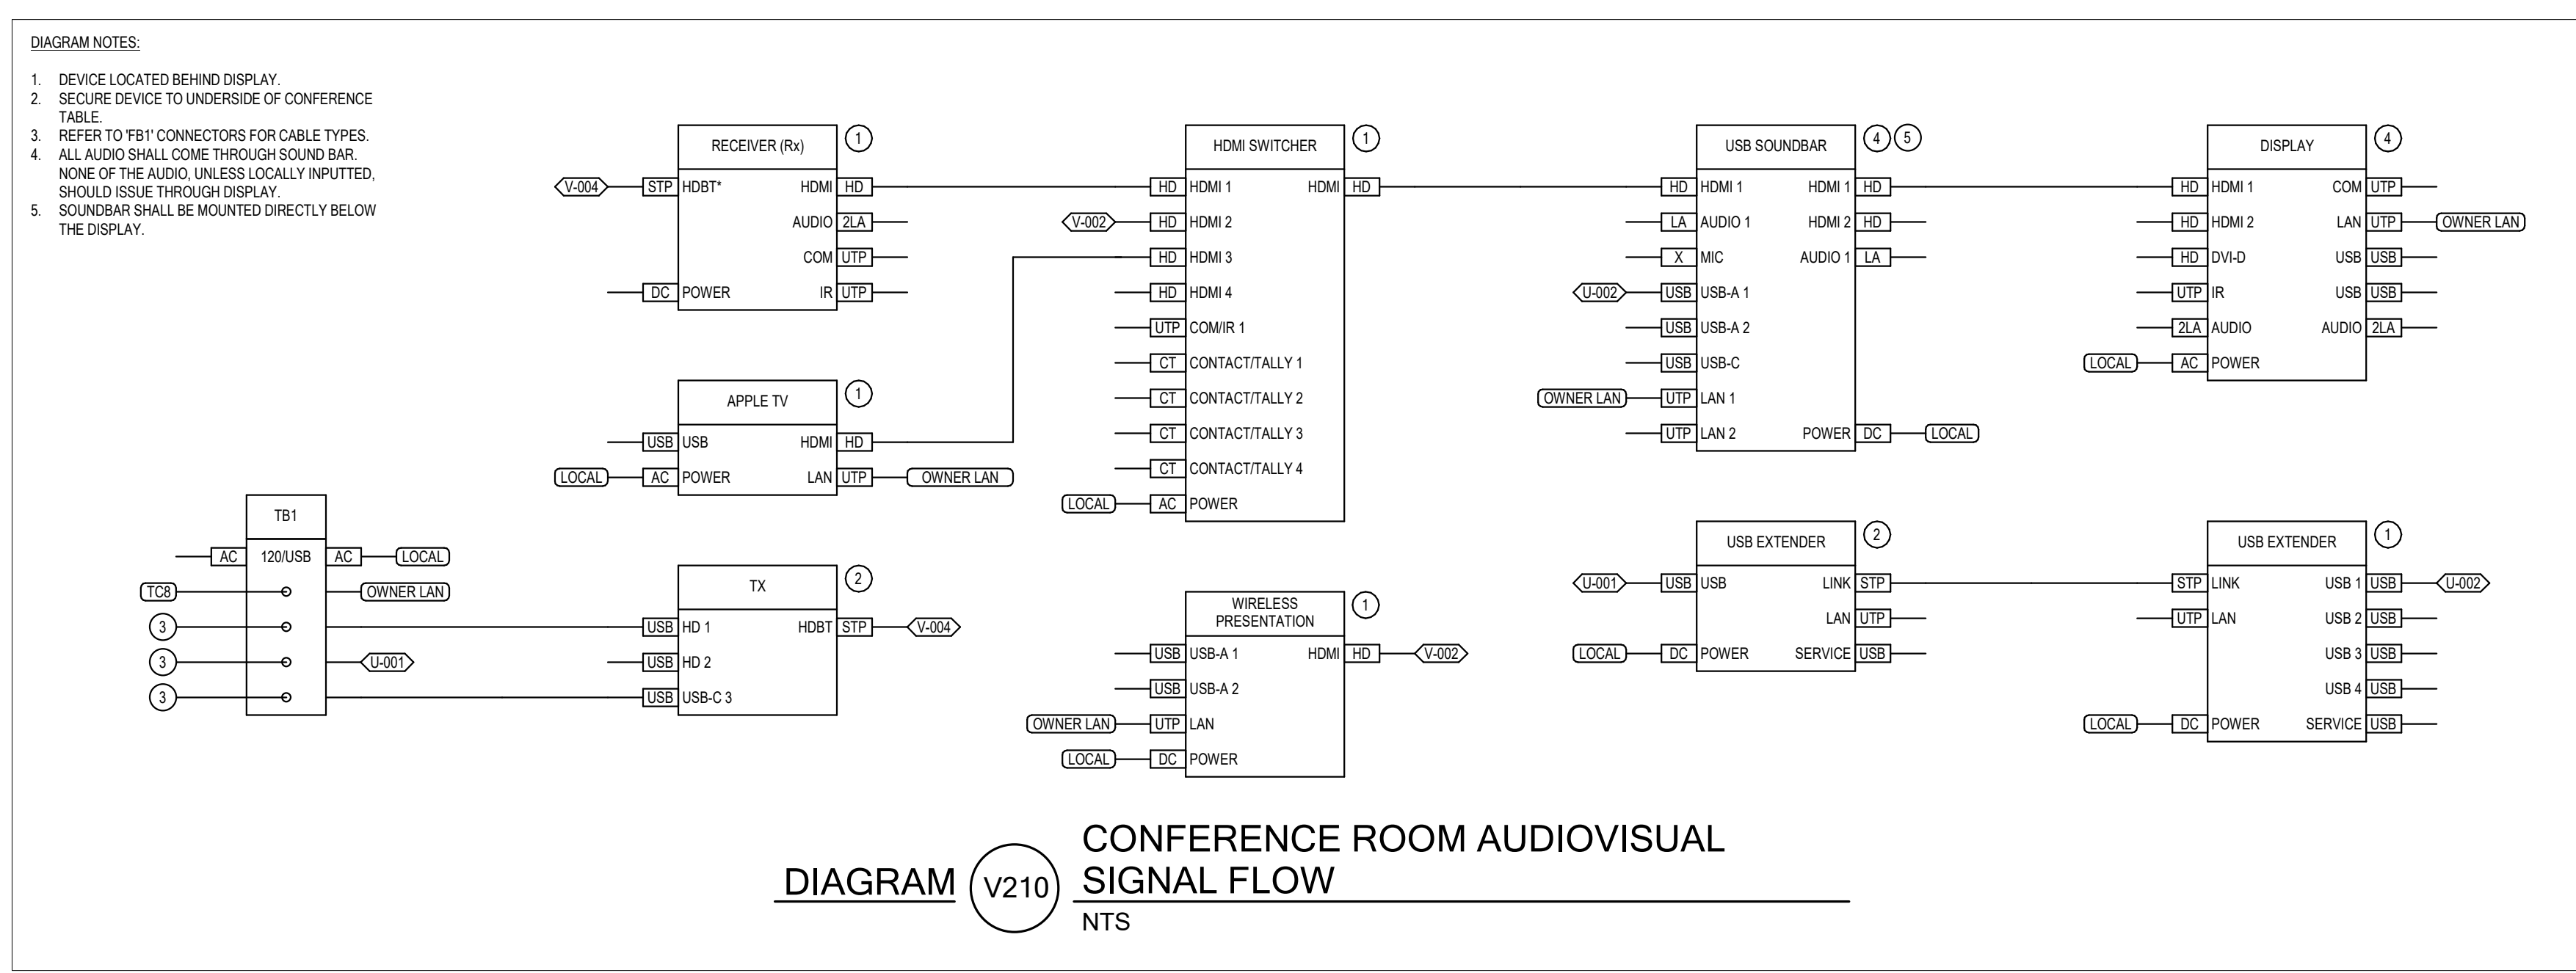 DIAGRAM NOTES:
1. DEVICE LOCATED BEHIND DISPLAY.
2. SECURE DEVICE TO UNDERSIDE OF CONFERENCE
TABLE.
3. REFER TO 'FB1' CONNECTORS FOR CABLE TYPES.
4. ALL AUDIO SHALL COME THROUGH SOUND BAR.
NONE OF THE AUDIO, UNLESS LOCALLY INPUTTED,
SHOULD ISSUE THROUGH DISPLAY.
5. SOUNDBAR SHALL BE MOUNTED DIRECTLY BELOW
THE DISPLAY.
RECEIVER (Rx) 1
V-004 STP HDBT* HDMI HD
AUDIO 2LA
COM UTP
DC POWER IR UTP
APPLE TV 1
USB USB HDMI HD
LOCAL AC POWER LAN UTP OWNER LAN
TB1
AC 120/USB AC LOCAL
TC8 OWNER LAN
3
3 U-001
3
TX 2
USB HD 1 HDBT STP V-004
USB HD 2
USB USB-C 3
HDMI SWITCHER 1
HD HDMI 1 HDMI HD
V-002 HD HDMI 2
HD HDMI 3
HD HDMI 4
UTP COM/IR 1
CT CONTACT/TALLY 1
CT CONTACT/TALLY 2
CT CONTACT/TALLY 3
CT CONTACT/TALLY 4
LOCAL AC POWER
WIRELESS
PRESENTATION 1
USB USB-A 1 HDMI HD V-002
USB USB-A 2
OWNER LAN UTP LAN
LOCAL DC POWER
USB SOUNDBAR 4 5
HD HDMI 1 HDMI 1 HD
LA AUDIO 1 HDMI 2 HD
X MIC AUDIO 1 LA
U-002 USB USB-A 1
USB USB-A 2
USB USB-C
OWNER LAN UTP LAN 1
UTP LAN 2 POWER DC LOCAL
USB EXTENDER 2
U-001 USB USB LINK STP
LAN UTP
LOCAL DC POWER SERVICE USB
DISPLAY 4
HD HDMI 1 COM UTP
HD HDMI 2 LAN UTP OWNER LAN
HD DVI-D USB USB
UTP IR USB USB
2LA AUDIO AUDIO 2LA
LOCAL AC POWER
USB EXTENDER 1
STP LINK USB 1 USB U-002
UTP LAN USB 2 USB
USB 3 USB
USB 4 USB
LOCAL DC POWER SERVICE USB
DIAGRAM V210
CONFERENCE ROOM AUDIOVISUAL
SIGNAL FLOW
NTS